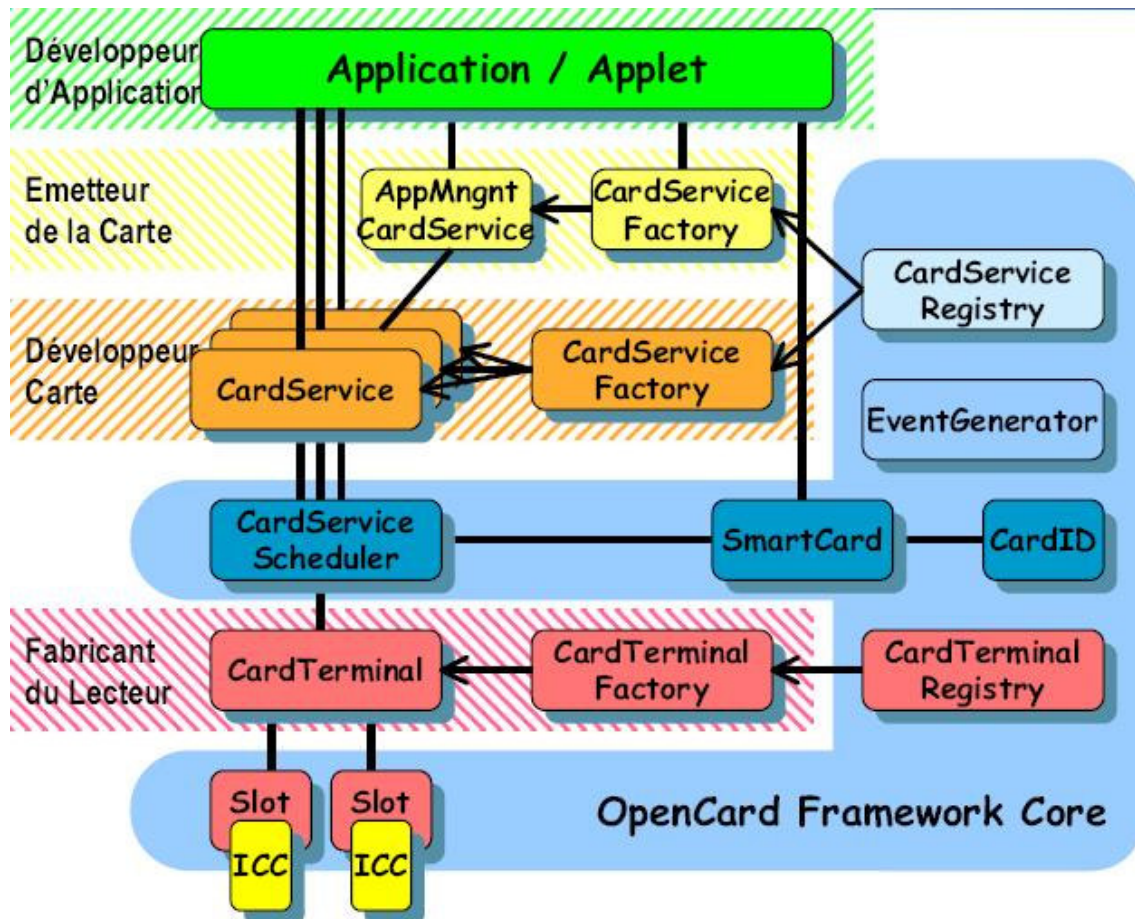 Développeur
d'Application
Application / Applet
Emetteur
de la Carte
AppMngnt
CardService
CardService
Factory
CardService
Registry
Développeur
Carte
CardService
CardService
Factory
EventGenerator
CardService
Scheduler
SmartCard
CardID
Fabricant
du Lecteur
CardTerminal
CardTerminal
Factory
CardTerminal
Registry
Slot
Slot
ICC
ICC
OpenCard Framework Core